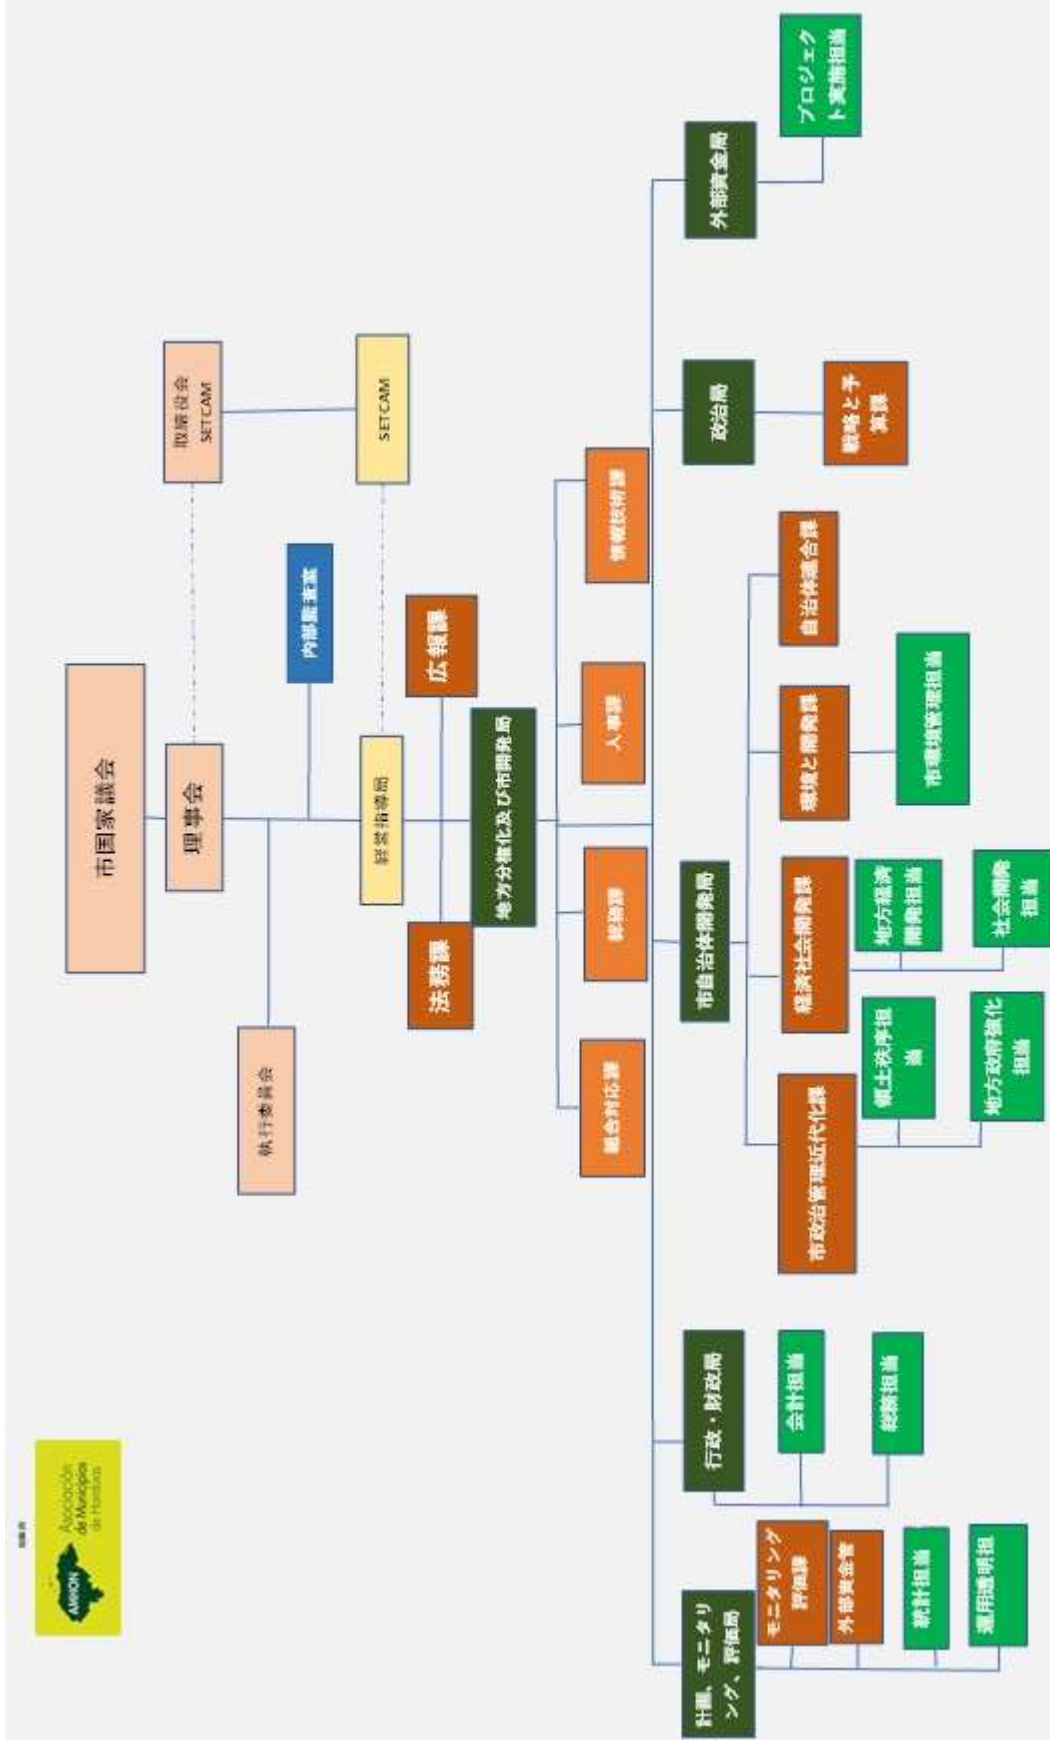 組織図
AMHON
Asociación
de Municipios
de Honduras
市国家議会
理事会
取締役会
SETCAM
執行委員会
内部監査室
経営指導局
SETCAM
法務課
広報課
地方分権化及び市開発局
組合対応課
総務課
人事課
情報技術課
計画、モニタリ
ング、評価局
行政・財政局
市自治体開発局
政治局
外部資金局
モニタリング
評価課
外部資金管
統計担当
運用透明担
会計担当
総務担当
市政治管理近代化課
経済社会開発課
環境と開発課
自治体連合課
領土秩序担
当
地方政府強化
担当
地方経済
開発担当
社会開発
担当
市環境管理担当
戦略と予
算課
プロジェク
ト実施担当